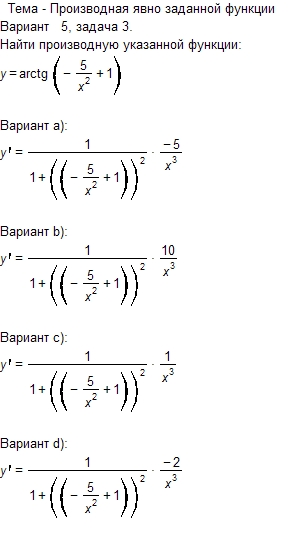 Тема - Производная явно заданной функции
Вариант 5, задача 3.
Найти производную указанной функции:
y = arctg (− 5/x² + 1)
Вариант a):
y' = 1/(1 + ((− 5/x² + 1))²) · −5/x³
Вариант b):
y' = 1/(1 + ((− 5/x² + 1))²) · 10/x³
Вариант c):
y' = 1/(1 + ((− 5/x² + 1))²) · 1/x³
Вариант d):
y' = 1/(1 + ((− 5/x² + 1))²) · −2/x³